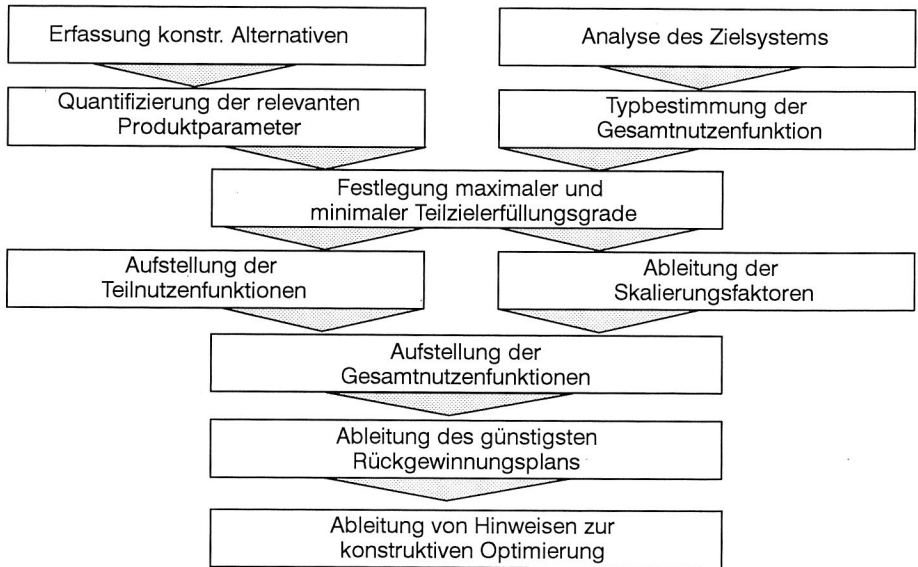 Erfassung konstr. Alternativen
Analyse des Zielsystems
Quantifizierung der relevanten
Produktparameter
Typbestimmung der
Gesamtnutzenfunktion
Festlegung maximaler und
minimaler Teilzielerfüllungsgrade
Aufstellung der
Teilnutzenfunktionen
Ableitung der
Skalierungsfaktoren
Aufstellung der
Gesamtnutzenfunktionen
Ableitung des günstigsten
Rückgewinnungsplans
Ableitung von Hinweisen zur
konstruktiven Optimierung